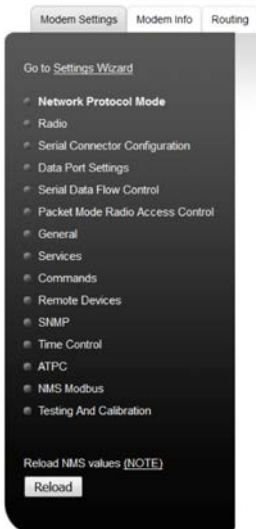 Modem Settings Modem Info Routing
Go to Settings Wizard
Network Protocol Mode
Radio
Serial Connector Configuration
Data Port Settings
Serial Data Flow Control
Packet Mode Radio Access Control
General
Services
Commands
Remote Devices
SNMP
Time Control
ATPC
NMS Modbus
Testing And Calibration
Reload NMS values (NOTE)
Reload